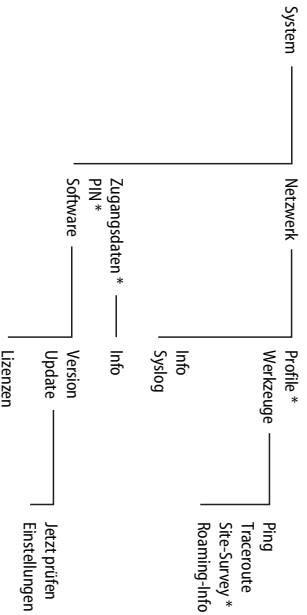 System
Netzwerk
Profile *
Werkzeuge
Ping
Traceroute
Site-Survey *
Roaming-Info
Info
Syslog
Zugangsdaten *
Info
PIN *
Software
Version
Update
Jetzt prüfen
Einstellungen
Lizenzen